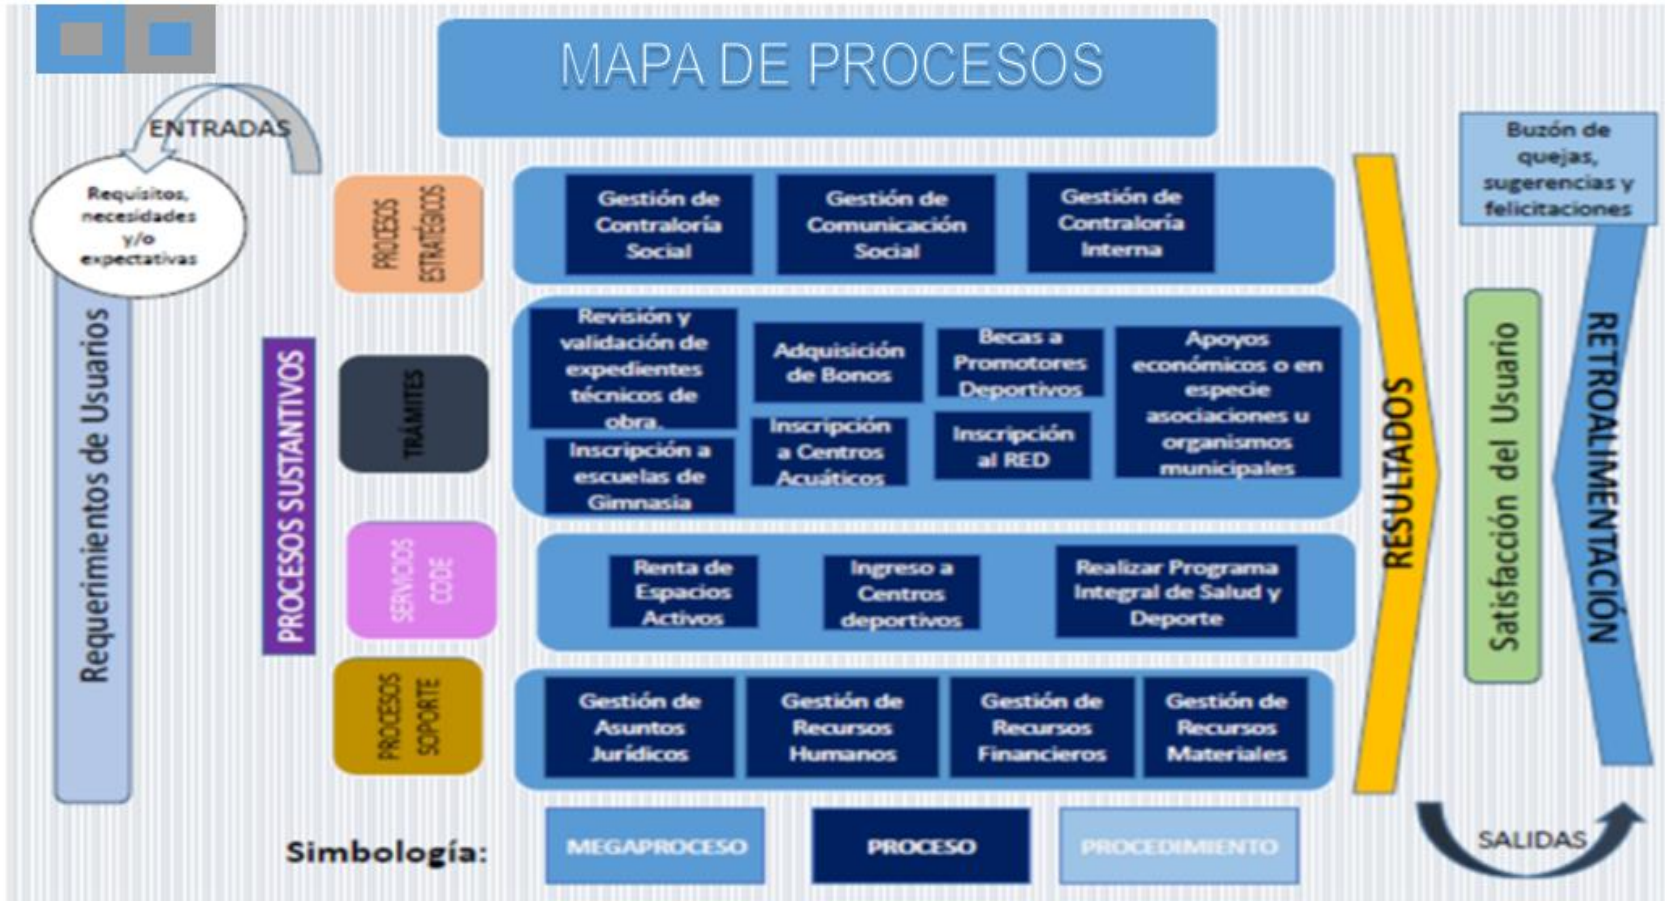 MAPA DE PROCESOS
ENTRADAS
Requisitos,
necesidades
y/o
expectativas
Requerimientos de Usuarios
PROCESOS SUSTANTIVOS
PROCESOS
ESTRATÉGICOS
Gestión de
Contraloría
Social
Gestión de
Comunicación
Social
Gestión de
Contraloría
Interna
TRÁMITES
Revisión y
validación de
expedientes
técnicos de
obra.
Adquisición
de Bonos
Becas a
Promotores
Deportivos
Apoyos
económicos o en
especie
asociaciones u
organismos
municipales
Inscripción a
escuelas de
Gimnasia
Inscripción
a Centros
Acuáticos
Inscripción
al RED
SERVICIOS
CODE
Renta de
Espacios
Activos
Ingreso a
Centros
deportivos
Realizar Programa
Integral de Salud y
Deporte
PROCESOS
SOPORTE
Gestión de
Asuntos
Jurídicos
Gestión de
Recursos
Humanos
Gestión de
Recursos
Financieros
Gestión de
Recursos
Materiales
RESULTADOS
Satisfacción del Usuario
Buzón de
quejas,
sugerencias y
felicitaciones
RETROALIMENTACIÓN
SALIDAS
Simbología:
MEGAPROCESO
PROCESO
PROCEDIMIENTO